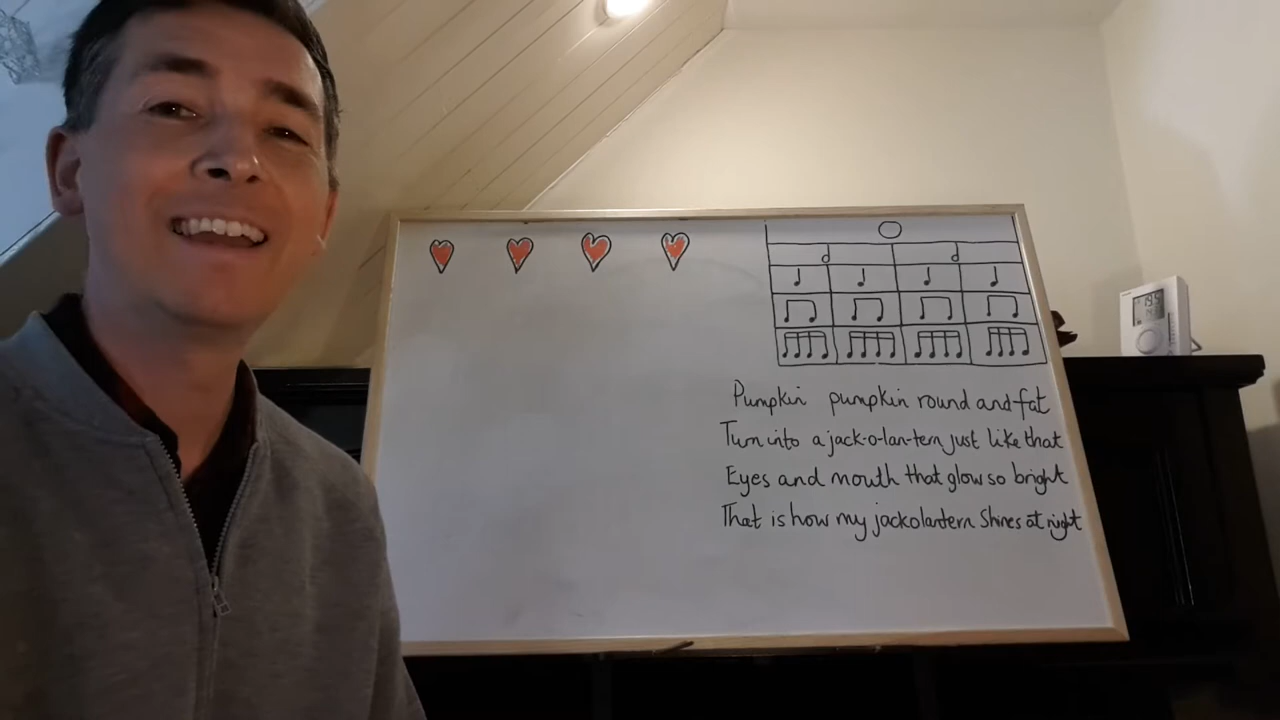 Pumpkin pumpkin round and fat
Turn into a jack-o-lan-tern just like that
Eyes and mouth that glow so bright
That is how my jackolantern Shines at night